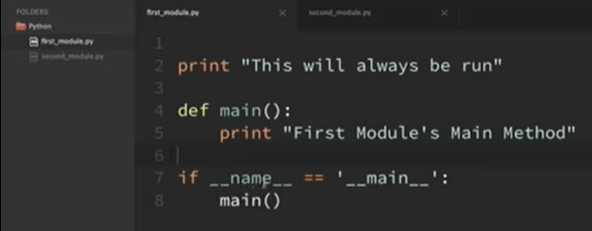 FOLDERS
Python
first_module.py
second_module.py
first_module.py
second_module.py
1
2 print "This will always be run"
3
4 def main():
5 print "First Module's Main Method"
6
7 if __name__ == '__main__':
8 main()